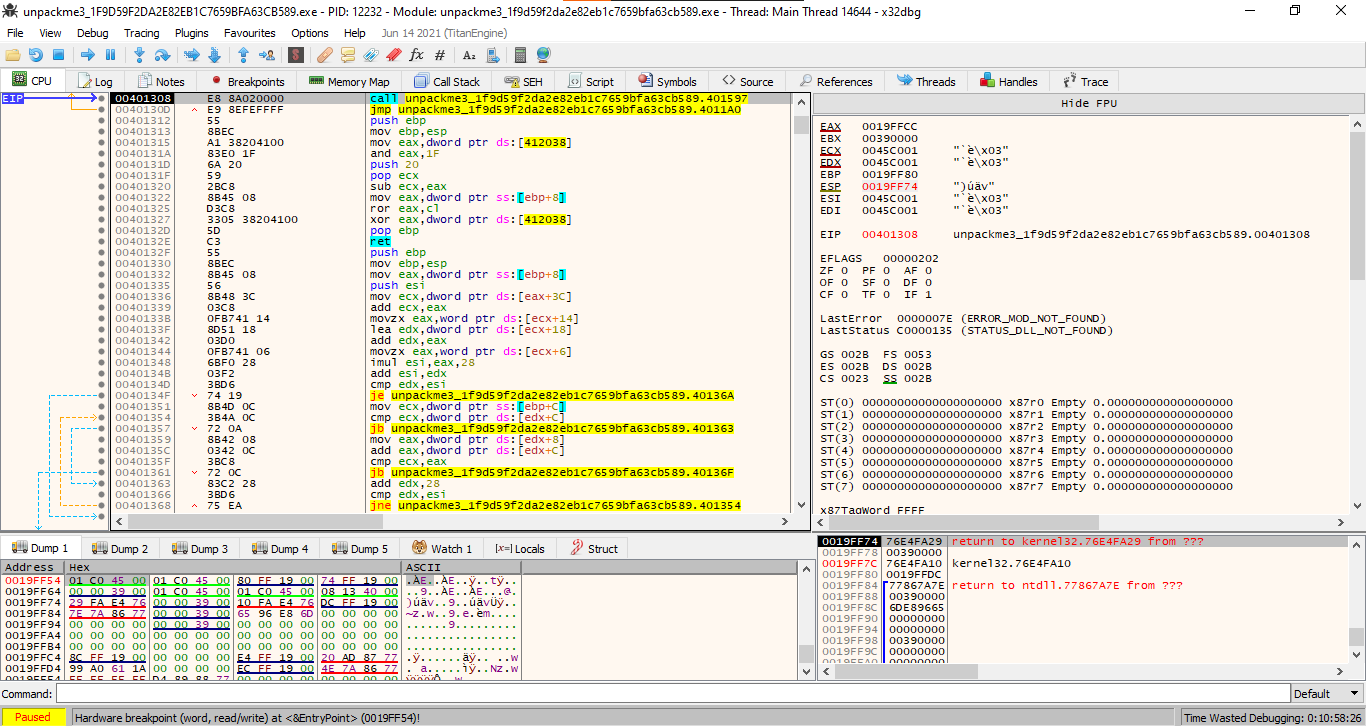 unpackme3_1F9D59F2DA2E82EB1C7659BFA63CB589.exe - PID: 12232 - Module: unpackme3_1f9d59f2da2e82eb1c7659bfa63cb589.exe - Thread: Main Thread 14644 - x32dbg
File View Debug Tracing Plugins Favourites Options Help Jun 14 2021 (TitanEngine)
CPU Log Notes Breakpoints Memory Map Call Stack SEH Script Symbols Source References Threads Handles Trace
EIP
00401308 E8 8A020000 call unpackme3_1f9d59f2da2e82eb1c7659bfa63cb589.401597
0040130D E9 8EFEFFFF jmp unpackme3_1f9d59f2da2e82eb1c7659bfa63cb589.4011A0
00401312 55 push ebp
00401313 8BEC mov ebp,esp
00401315 A1 38204100 mov eax,dword ptr ds:[412038]
0040131A 83E0 1F and eax,1F
0040131D 6A 20 push 20
0040131F 59 pop ecx
00401320 2BC8 sub ecx,eax
00401322 8B45 08 mov eax,dword ptr ss:[ebp+8]
00401325 D3C8 ror eax,cl
00401327 3305 38204100 xor eax,dword ptr ds:[412038]
0040132D 5D pop ebp
0040132E C3 ret
0040132F 55 push ebp
00401330 8BEC mov ebp,esp
00401332 8B45 08 mov eax,dword ptr ss:[ebp+8]
00401335 56 push esi
00401336 8B48 3C mov ecx,dword ptr ds:[eax+3C]
00401339 03C8 add ecx,eax
0040133B 0FB741 14 movzx eax,word ptr ds:[ecx+14]
0040133F 8D51 18 lea edx,dword ptr ds:[ecx+18]
00401342 03D0 add edx,eax
00401344 0FB741 06 movzx eax,word ptr ds:[ecx+6]
00401348 6BF0 28 imul esi,eax,28
0040134B 03F2 add esi,edx
0040134D 3BD6 cmp edx,esi
0040134F 74 19 je unpackme3_1f9d59f2da2e82eb1c7659bfa63cb589.40136A
00401351 8B4D 0C mov ecx,dword ptr ss:[ebp+C]
00401354 3B4A 0C cmp ecx,dword ptr ds:[edx+C]
00401357 72 0A jb unpackme3_1f9d59f2da2e82eb1c7659bfa63cb589.401363
00401359 8B42 08 mov eax,dword ptr ds:[edx+8]
0040135C 0342 0C add eax,dword ptr ds:[edx+C]
0040135F 3BC8 cmp ecx,eax
00401361 72 0C jb unpackme3_1f9d59f2da2e82eb1c7659bfa63cb589.40136F
00401363 83C2 28 add edx,28
00401366 3BD6 cmp edx,esi
00401368 75 EA jne unpackme3_1f9d59f2da2e82eb1c7659bfa63cb589.401354
Hide FPU
EAX 0019FFCC
EBX 00390000
ECX 0045C001 "`è\x03"
EDX 0045C001 "`è\x03"
EBP 0019FF80
ESP 0019FF74 ")úäv"
ESI 0045C001 "`è\x03"
EDI 0045C001 "`è\x03"
EIP 00401308 unpackme3_1f9d59f2da2e82eb1c7659bfa63cb589.00401308
EFLAGS 00000202
ZF 0 PF 0 AF 0
OF 0 SF 0 DF 0
CF 0 TF 0 IF 1
LastError 0000007E (ERROR_MOD_NOT_FOUND)
LastStatus C0000135 (STATUS_DLL_NOT_FOUND)
GS 002B FS 0053
ES 002B DS 002B
CS 0023 SS 002B
ST(0) 00000000000000000000 x87r0 Empty 0.000000000000000000
ST(1) 00000000000000000000 x87r1 Empty 0.000000000000000000
ST(2) 00000000000000000000 x87r2 Empty 0.000000000000000000
ST(3) 00000000000000000000 x87r3 Empty 0.000000000000000000
ST(4) 00000000000000000000 x87r4 Empty 0.000000000000000000
ST(5) 00000000000000000000 x87r5 Empty 0.000000000000000000
ST(6) 00000000000000000000 x87r6 Empty 0.000000000000000000
ST(7) 00000000000000000000 x87r7 Empty 0.000000000000000000
x87TagWord FFFF
Dump 1 Dump 2 Dump 3 Dump 4 Dump 5 Watch 1 Locals Struct
Address Hex ASCII
0019FF54 01 C0 45 00 01 C0 45 00 80 FF 19 00 74 FF 19 00 .ÀE..ÀE..ÿ..tÿ..
0019FF64 00 00 39 00 01 C0 45 00 01 C0 45 00 08 13 40 00 ..9..ÀE..ÀE...@.
0019FF74 29 FA E4 76 00 00 39 00 10 FA E4 76 DC FF 19 00 )úäv..9..úävÜÿ..
0019FF84 7E 7A 86 77 00 00 39 00 65 96 E8 6D 00 00 00 00 ~z.w..9.e.èm....
0019FF94 00 00 00 00 00 00 39 00 00 00 00 00 00 00 00 00 ......9.........
0019FFA4 00 00 00 00 00 00 00 00 00 00 00 00 00 00 00 00 ................
0019FFB4 00 00 00 00 00 00 00 00 00 00 00 00 00 00 00 00 ................
0019FFC4 8C FF 19 00 00 00 00 00 E4 FF 19 00 20 AD 87 77 .ÿ......äÿ.. ..w
0019FFD4 99 A0 61 1A 00 00 00 00 EC FF 19 00 4E 7A 86 77 . a.....ìÿ..Nz.w
0019FF74 76E4FA29 return to kernel32.76E4FA29 from ???
0019FF78 00390000
0019FF7C 76E4FA10 kernel32.76E4FA10
0019FF80 0019FFDC
0019FF84 77867A7E return to ntdll.77867A7E from ???
0019FF88 00390000
0019FF8C 6DE89665
0019FF90 00000000
0019FF94 00000000
0019FF98 00390000
0019FF9C 00000000
Command: Default
Paused Hardware breakpoint (word, read/write) at <&EntryPoint> (0019FF54)! Time Wasted Debugging: 0:10:58:26